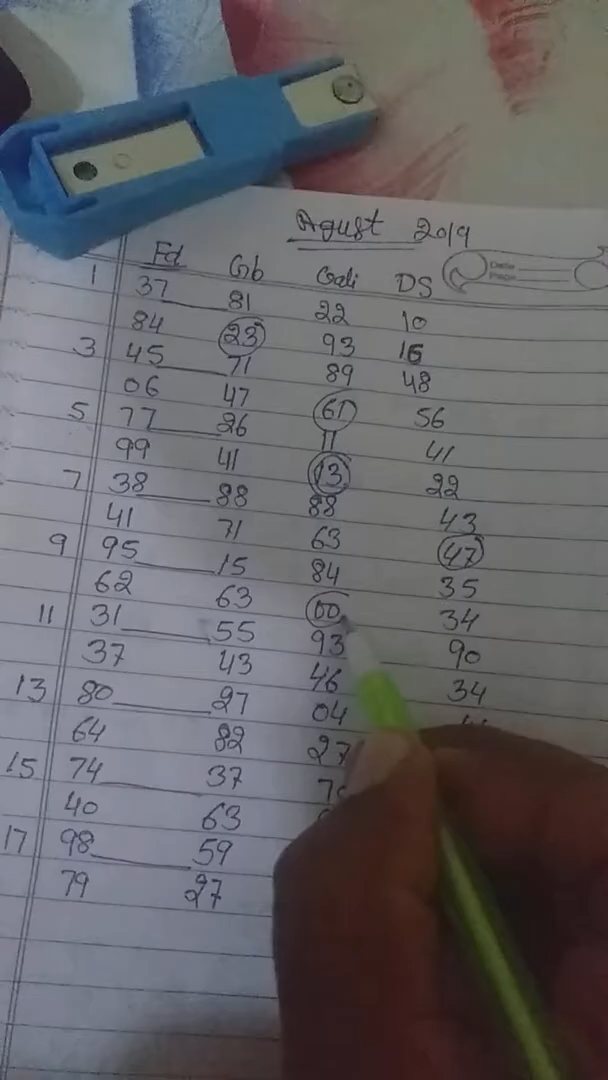 Agust 2019
Fd Gb Gali DS
Date
Page
1 37 81 22 10
84 23 93 16
3 45 71 89 48
06 47 61 56
5 77 26 11 41
99 41 13 22
7 38 88 88 43
41 71 63 47
9 95 15 84 35
62 63 00 34
11 31 55 93 90
37 43 46 34
13 80 27 04
64 82 27
15 74 37
40 63
17 98 59
79 27